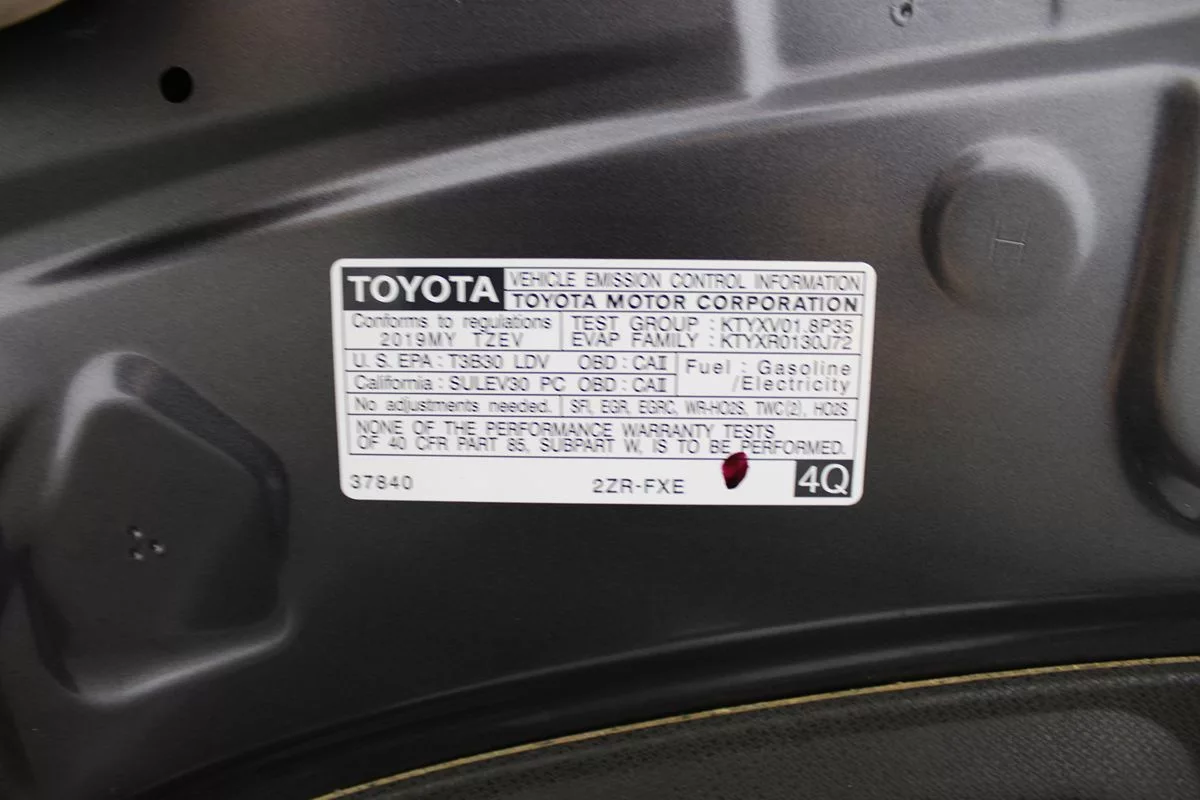 TOYOTA
VEHICLE EMISSION CONTROL INFORMATION
TOYOTA MOTOR CORPORATION
Conforms to regulations
2019MY TZEV
TEST GROUP : KTYXV01.8P35
EVAP FAMILY : KTYXR0130J72
U.S. EPA : T3B30 LDV OBD : CAII
California : SULEV30 PC OBD : CAII
Fuel : Gasoline
/Electricity
No adjustments needed.
SFI, EGR, EGRC, WR-HO2S, TWC(2), HO2S
NONE OF THE PERFORMANCE WARRANTY TESTS
OF 40 CFR PART 85, SUBPART W, IS TO BE PERFORMED.
37840
2ZR-FXE
4Q
H